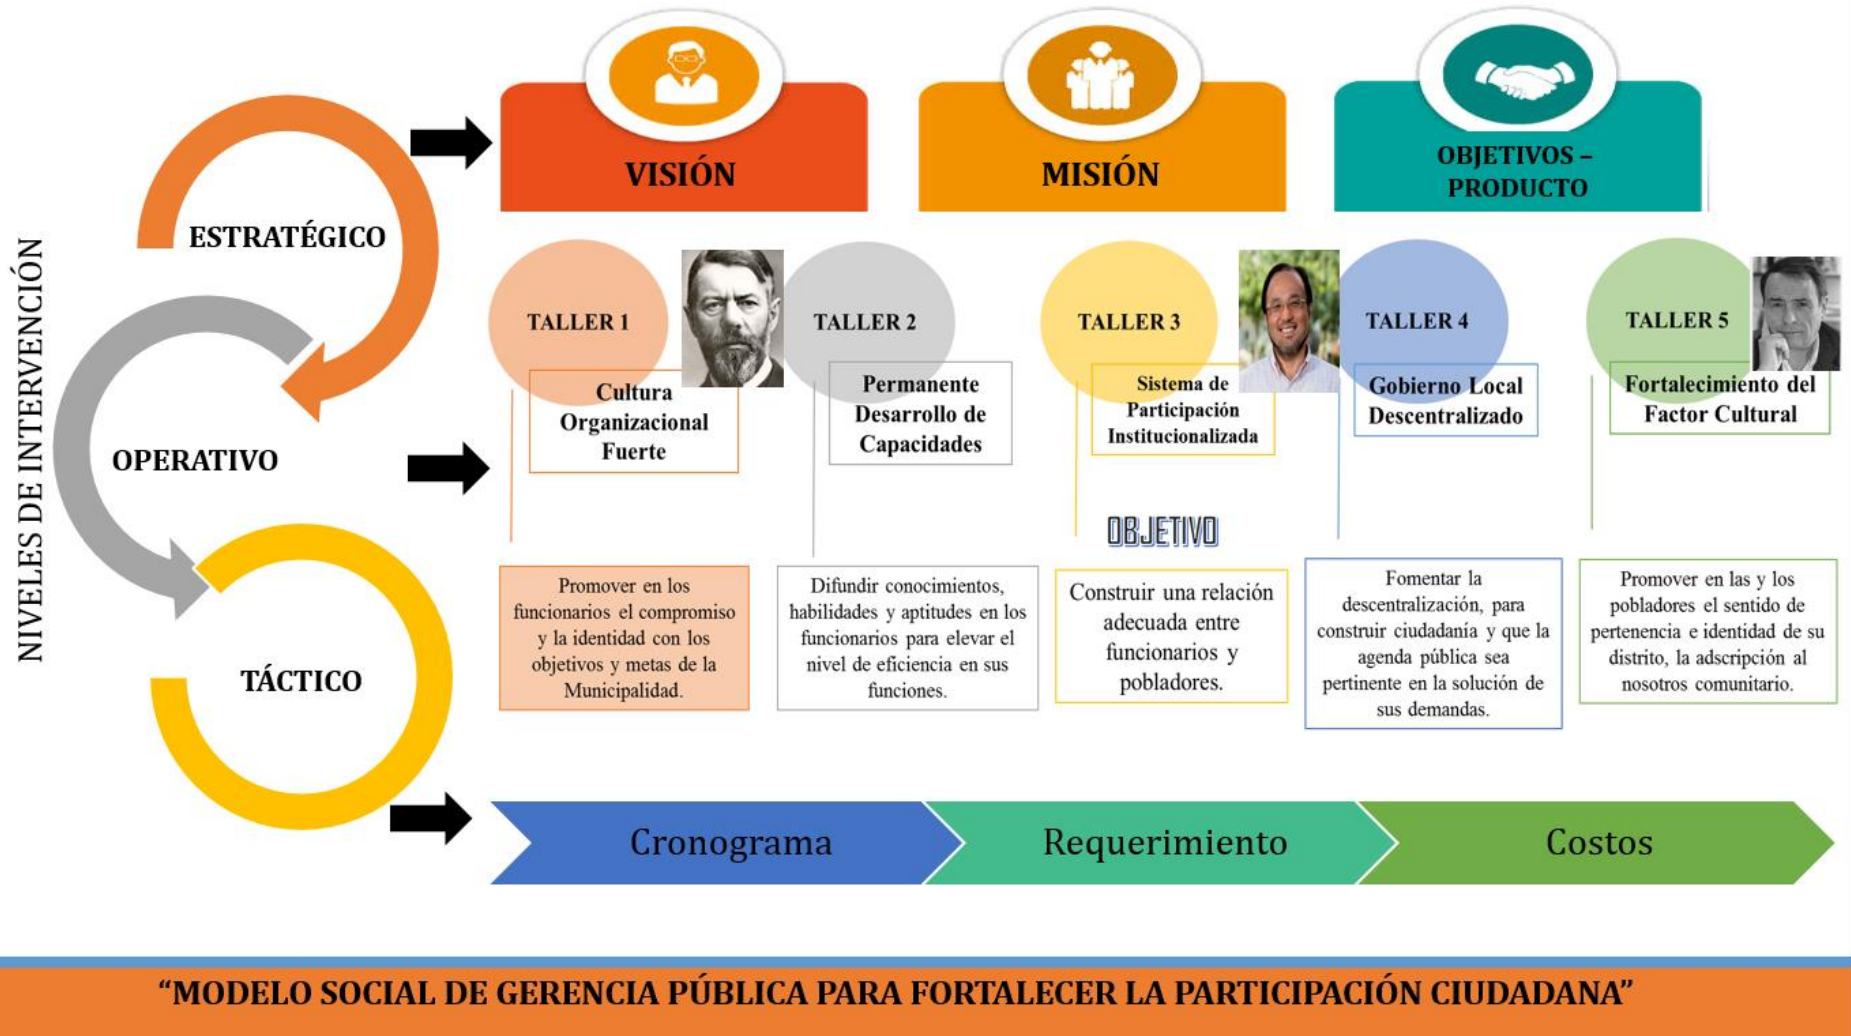 NIVELES DE INTERVENCIÓN
ESTRATÉGICO
OPERATIVO
TÁCTICO
VISIÓN
MISIÓN
OBJETIVOS –
PRODUCTO
TALLER 1
Cultura
Organizacional
Fuerte
TALLER 2
Permanente
Desarrollo de
Capacidades
TALLER 3
Sistema de
Participación
Institucionalizada
TALLER 4
Gobierno Local
Descentralizado
TALLER 5
Fortalecimiento del
Factor Cultural
OBJETIVO
Promover en los
funcionarios el compromiso
y la identidad con los
objetivos y metas de la
Municipalidad.
Difundir conocimientos,
habilidades y aptitudes en los
funcionarios para elevar el
nivel de eficiencia en sus
funciones.
Construir una relación
adecuada entre
funcionarios y
pobladores.
Fomentar la
descentralización, para
construir ciudadanía y que la
agenda pública sea
pertinente en la solución de
sus demandas.
Promover en las y los
pobladores el sentido de
pertenencia e identidad de su
distrito, la adscripción al
nosotros comunitario.
Cronograma
Requerimiento
Costos
“MODELO SOCIAL DE GERENCIA PÚBLICA PARA FORTALECER LA PARTICIPACIÓN CIUDADANA”